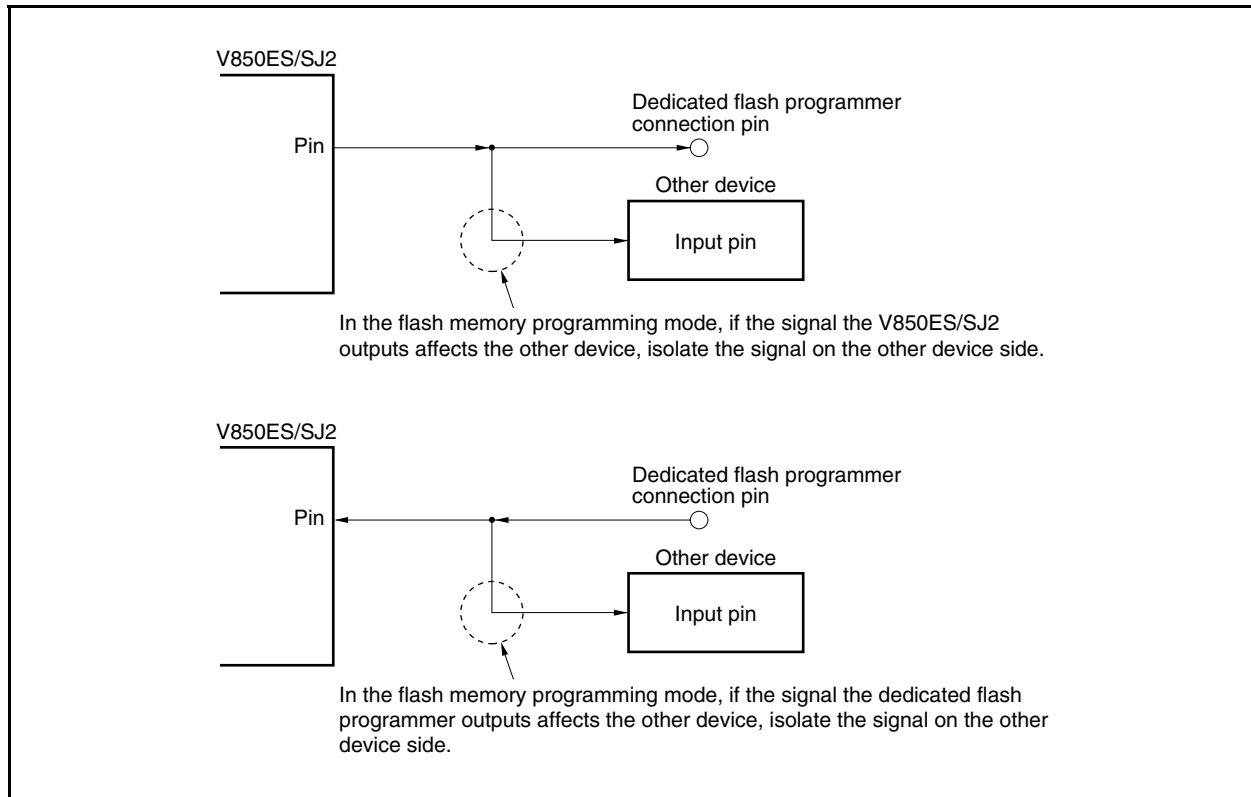 V850ES/SJ2
Dedicated flash programmer
connection pin
Pin
Other device
Input pin
In the flash memory programming mode, if the signal the V850ES/SJ2
outputs affects the other device, isolate the signal on the other device side.
V850ES/SJ2
Dedicated flash programmer
connection pin
Pin
Other device
Input pin
In the flash memory programming mode, if the signal the dedicated flash
programmer outputs affects the other device, isolate the signal on the other
device side.